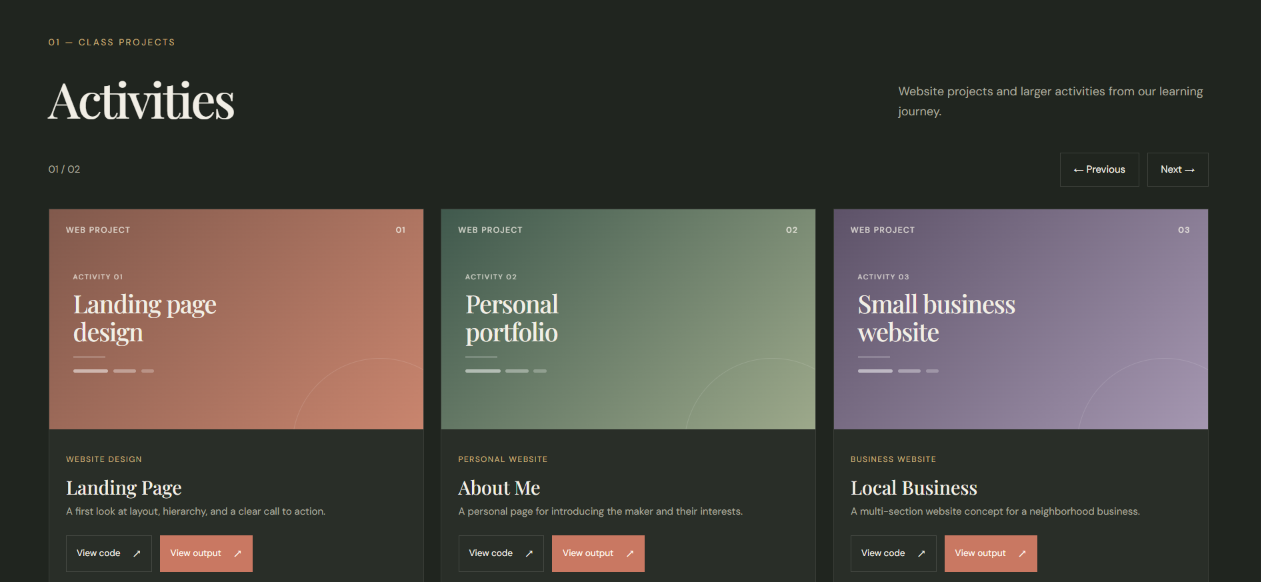 01 — CLASS PROJECTS
Activities
Website projects and larger activities from our learning
journey.
01 / 02
← Previous
Next →
WEB PROJECT
01
ACTIVITY 01
Landing page
design
WEBSITE DESIGN
Landing Page
A first look at layout, hierarchy, and a clear call to action.
View code ↗
View output ↗
WEB PROJECT
02
ACTIVITY 02
Personal
portfolio
PERSONAL WEBSITE
About Me
A personal page for introducing the maker and their interests.
View code ↗
View output ↗
WEB PROJECT
03
ACTIVITY 03
Small business
website
BUSINESS WEBSITE
Local Business
A multi-section website concept for a neighborhood business.
View code ↗
View output ↗